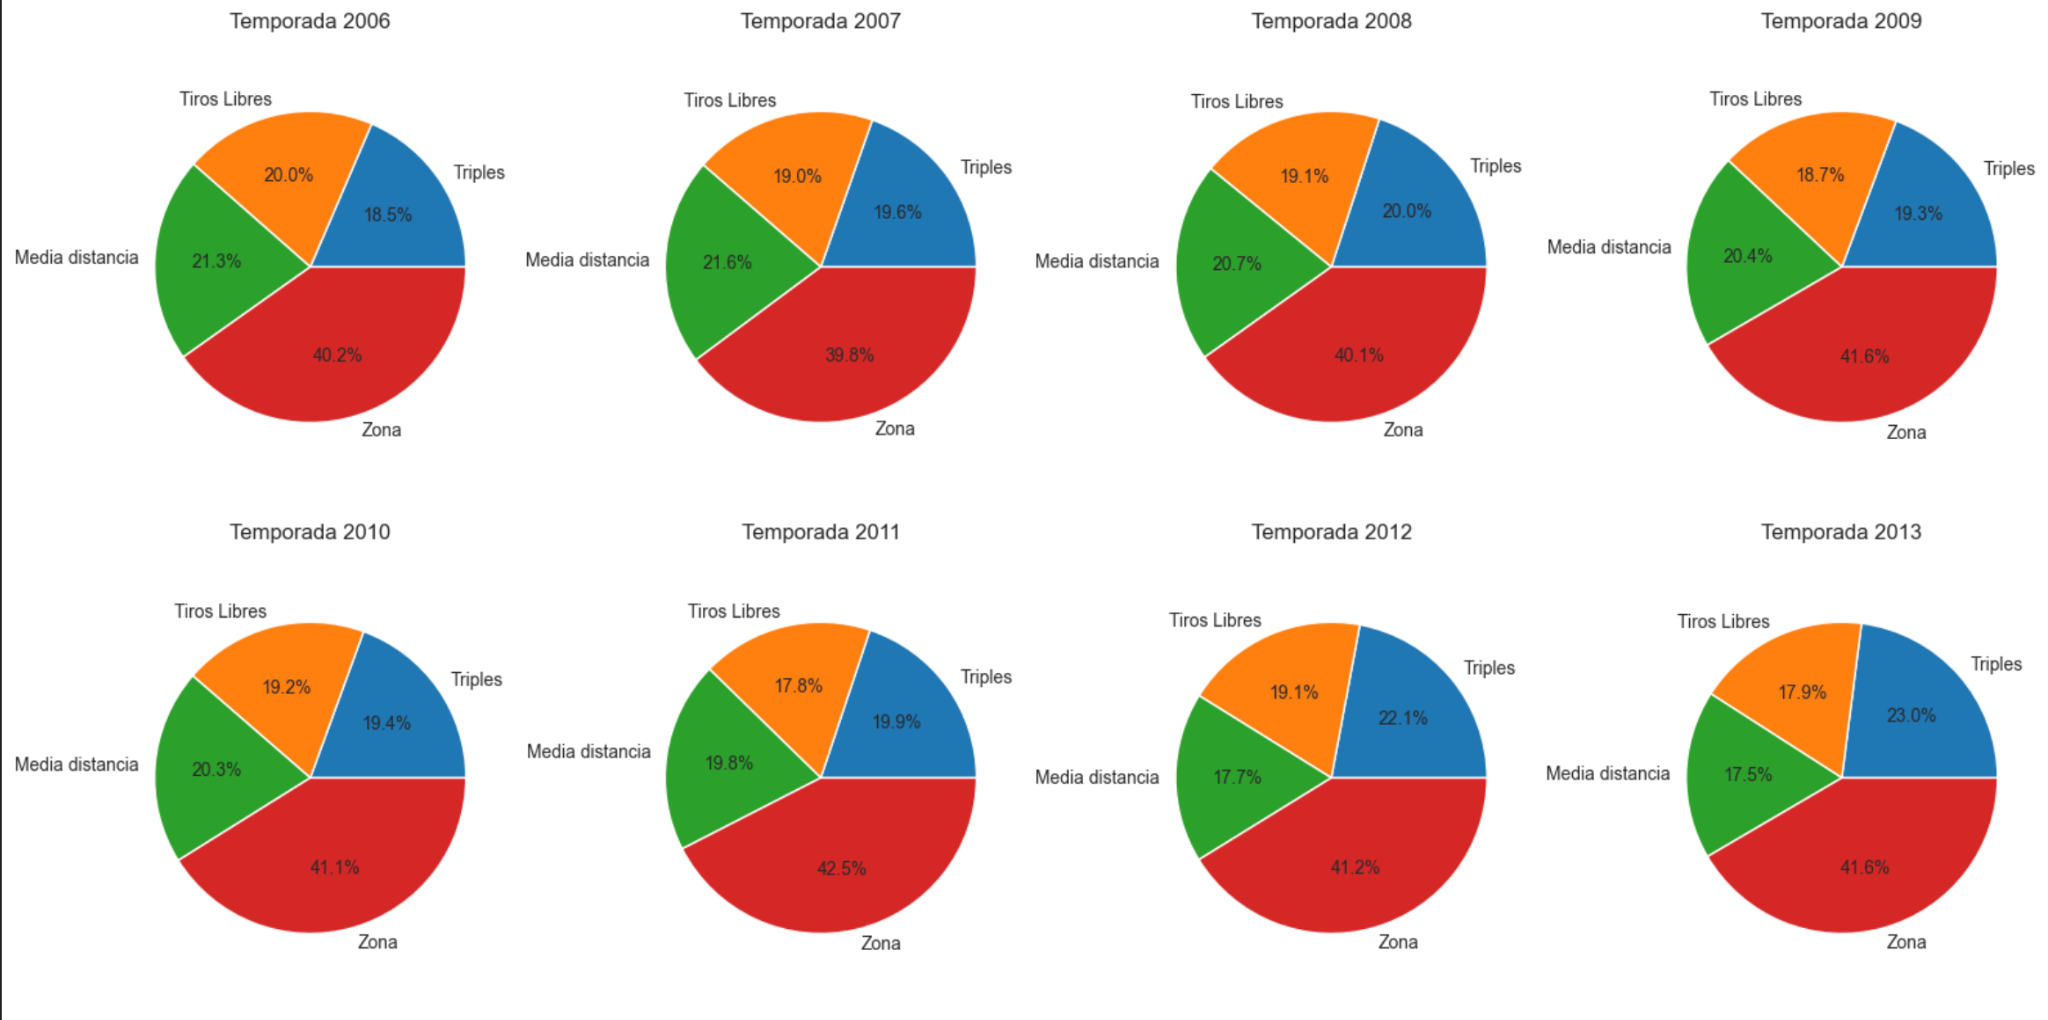 Temporada 2006
Tiros Libres
20.0%
Triples
18.5%
Media distancia
21.3%
40.2%
Zona
Temporada 2007
Tiros Libres
19.0%
Triples
19.6%
Media distancia
21.6%
39.8%
Zona
Temporada 2008
Tiros Libres
19.1%
Triples
20.0%
Media distancia
20.7%
40.1%
Zona
Temporada 2009
Tiros Libres
18.7%
Triples
19.3%
Media distancia
20.4%
41.6%
Zona
Temporada 2010
Tiros Libres
19.2%
Triples
19.4%
Media distancia
20.3%
41.1%
Zona
Temporada 2011
Tiros Libres
17.8%
Triples
19.9%
Media distancia
19.8%
42.5%
Zona
Temporada 2012
Tiros Libres
19.1%
Triples
22.1%
Media distancia
17.7%
41.2%
Zona
Temporada 2013
Tiros Libres
17.9%
Triples
23.0%
Media distancia
17.5%
41.6%
Zona